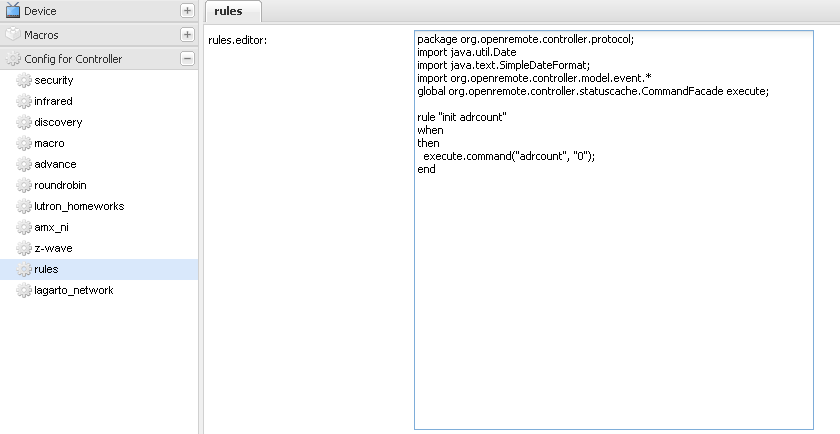 Device
Macros
Config for Controller
security
infrared
discovery
macro
advance
roundrobin
lutron_homeworks
amx_ni
z-wave
rules
lagarto_network
rules
rules.editor:
package org.openremote.controller.protocol;
import java.util.Date
import java.text.SimpleDateFormat;
import org.openremote.controller.model.event.*
global org.openremote.controller.statuscache.CommandFacade execute;
rule "init adrcount"
when
then
execute.command("adrcount", "0");
end